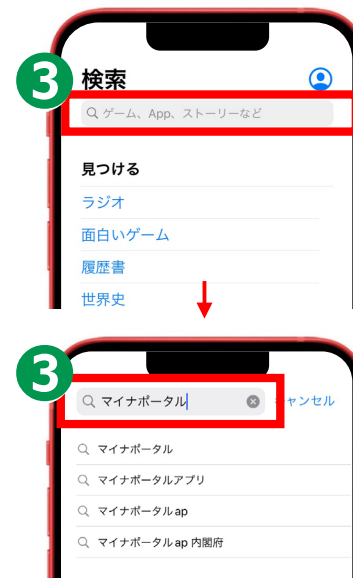 3
検索
ゲーム、App、ストーリーなど
見つける
ラジオ
面白いゲーム
履歴書
世界史
3
マイナポータル
キャンセル
マイナポータル
マイナポータルアプリ
マイナポータル ap
マイナポータル ap 内閣府